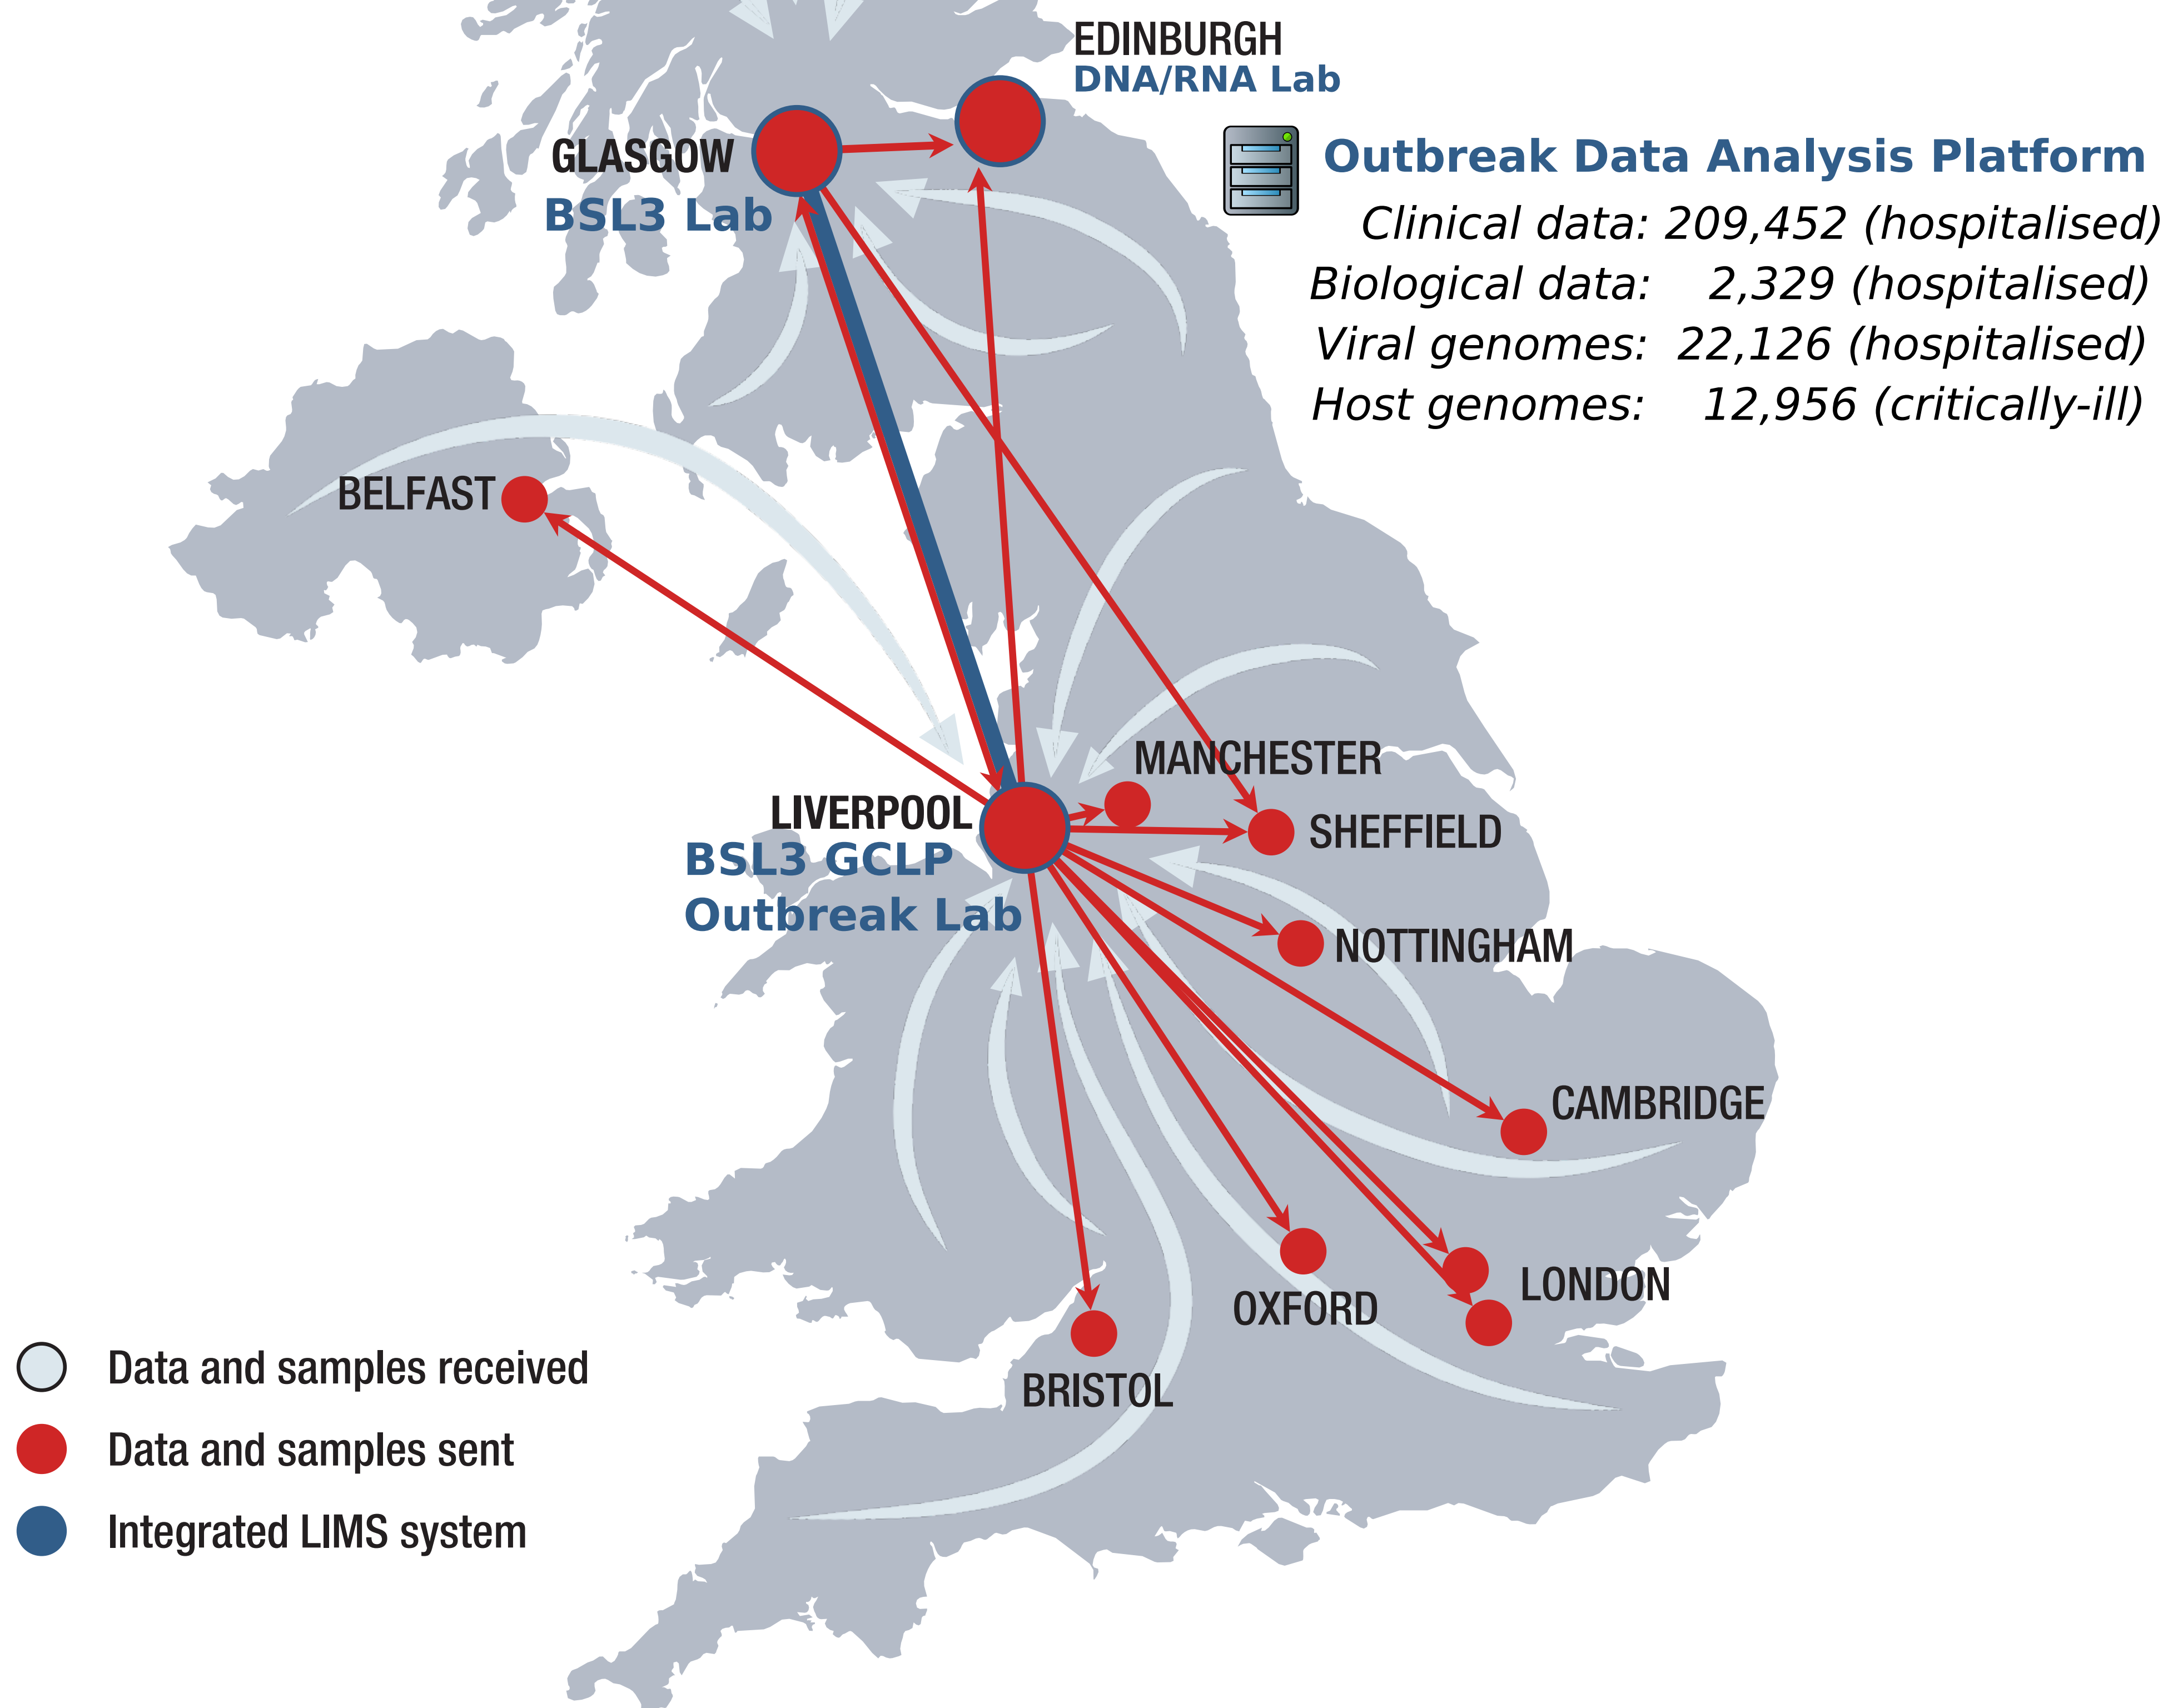 EDINBURGH
DNA/RNA Lab
GLASGOW
BSL3 Lab
Outbreak Data Analysis Platform
Clinical data: 209,452 (hospitalised)
Biological data: 2,329 (hospitalised)
Viral genomes: 22,126 (hospitalised)
Host genomes: 12,956 (critically-ill)
BELFAST
MANCHESTER
LIVERPOOL
BSL3 GCLP
Outbreak Lab
SHEFFIELD
NOTTINGHAM
CAMBRIDGE
LONDON
OXFORD
BRISTOL
Data and samples received
Data and samples sent
Integrated LIMS system